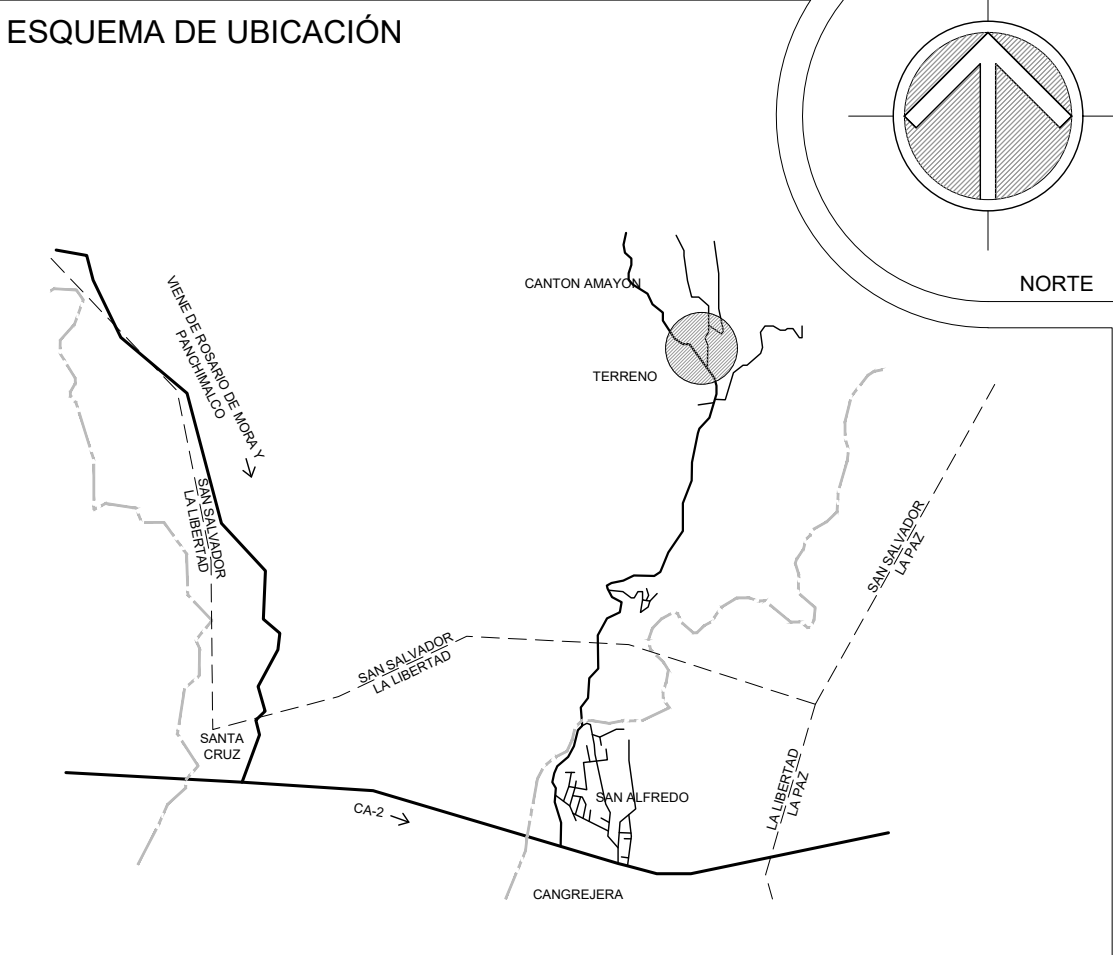 ESQUEMA DE UBICACIÓN
NORTE
CANTON AMAYON
VIENE DE ROSARIO DE MORA Y
PANCHIMALCO
TERRENO
SAN SALVADOR
LA LIBERTAD
SAN SALVADOR
LA PAZ
SAN SALVADOR
LA LIBERTAD
SANTA
CRUZ
LA LIBERTAD
LA PAZ
SAN ALFREDO
CA-2
CANGREJERA